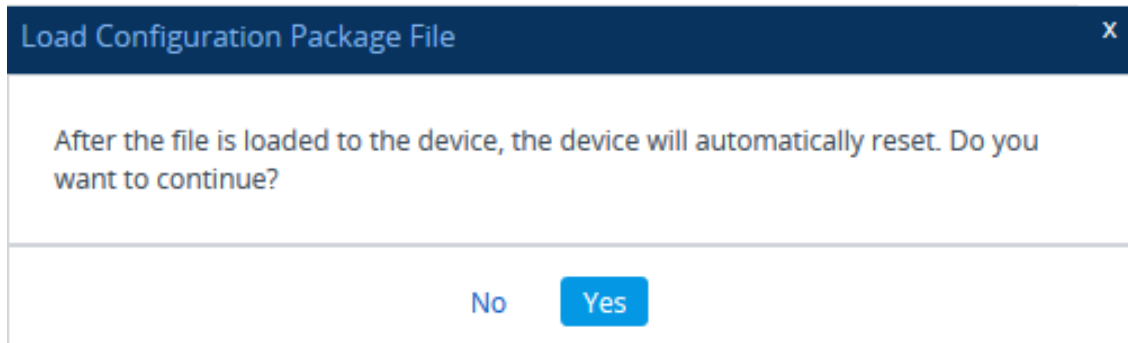 Load Configuration Package File
x
After the file is loaded to the device, the device will automatically reset. Do you
want to continue?
No
Yes